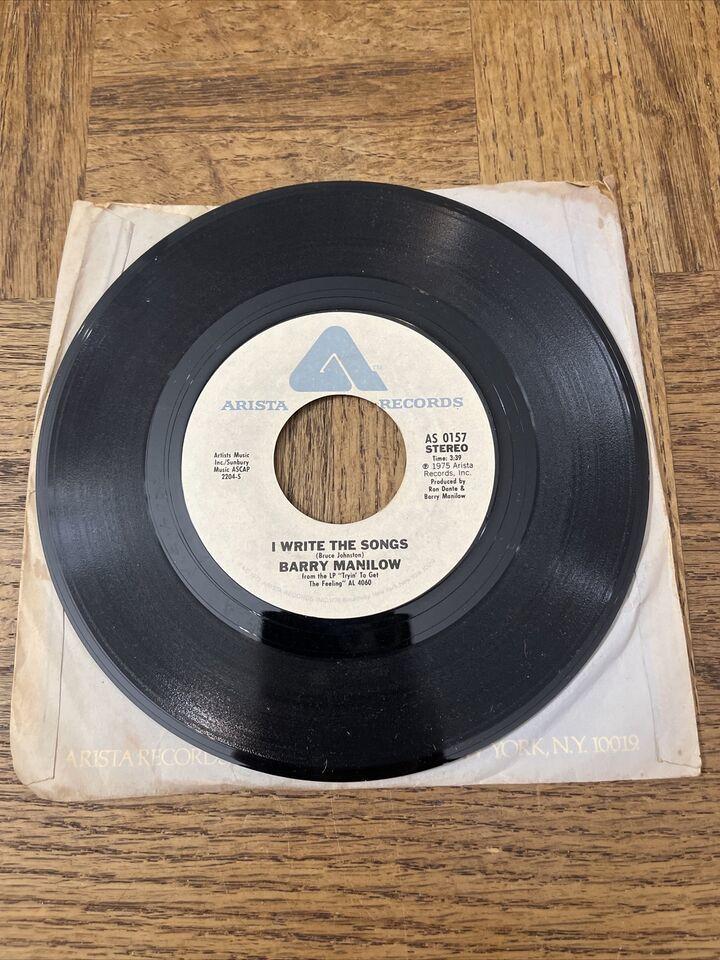 TM
ARISTA RECORDS
Artists Music
Inc./Sunbury
Music ASCAP
2204-S
AS 0157
STEREO
Time: 3:39
℗ 1975 Arista
Records, Inc.
Produced by
Ron Dante &
Barry Manilow
I WRITE THE SONGS
(Bruce Johnston)
BARRY MANILOW
from the LP "Tryin' To Get
The Feeling" AL 4060
ARISTA RECORDS
YORK, N.Y. 10019